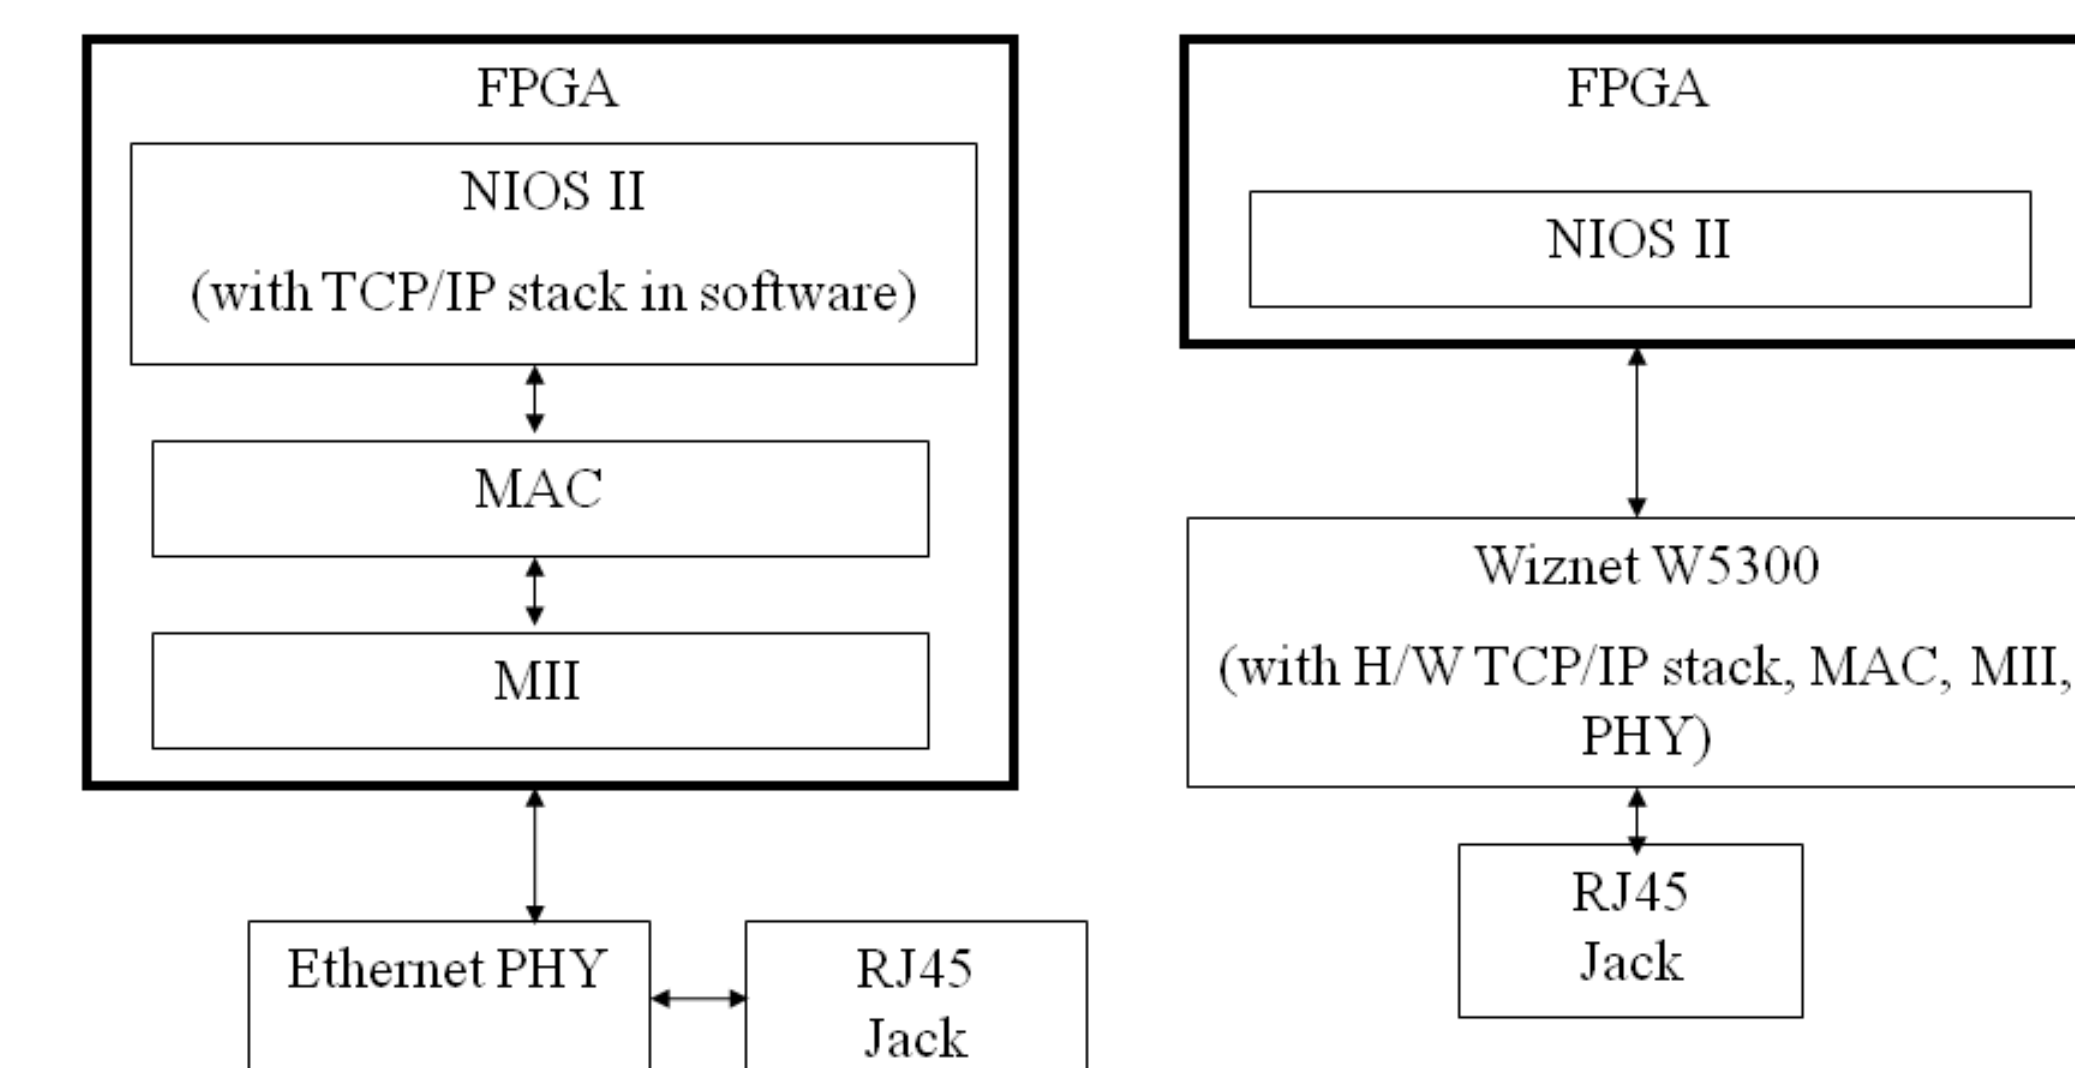 FPGA
NIOS II
(with TCP/IP stack in software)
MAC
MII
Ethernet PHY
RJ45
Jack
FPGA
NIOS II
Wiznet W5300
(with H/W TCP/IP stack, MAC, MII,
PHY)
RJ45
Jack